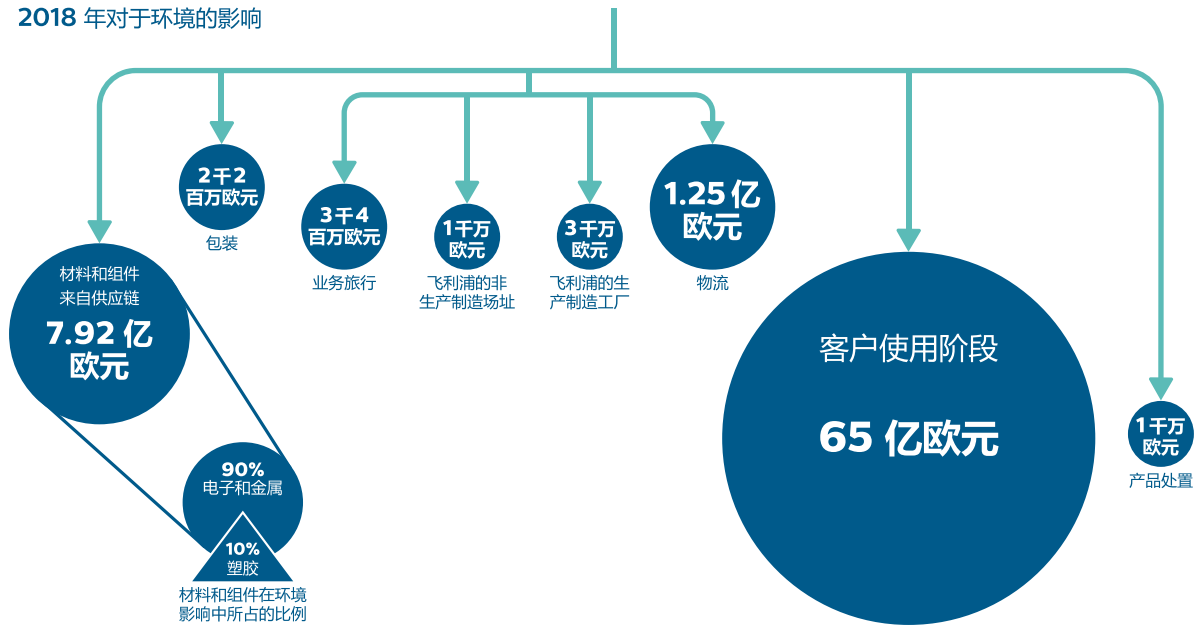 2018 年对于环境的影响
材料和组件
来自供应链
7.92 亿
欧元
90%
电子和金属
10%
塑胶
材料和组件在环境
影响中所占的比例
2千2
百万欧元
包装
3千4
百万欧元
业务旅行
1千万
欧元
飞利浦的非
生产制造场址
3千万
欧元
飞利浦的生
产制造工厂
1.25 亿
欧元
物流
客户使用阶段
65 亿欧元
1千万
欧元
产品处置